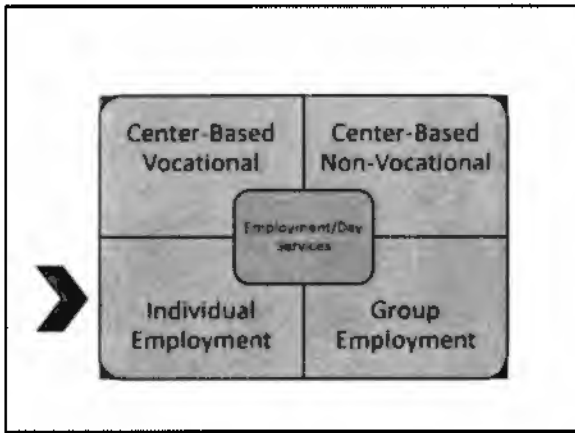 Center-Based
Vocational
Center-Based
Non-Vocational
Employment/Day
services
Individual
Employment
Group
Employment